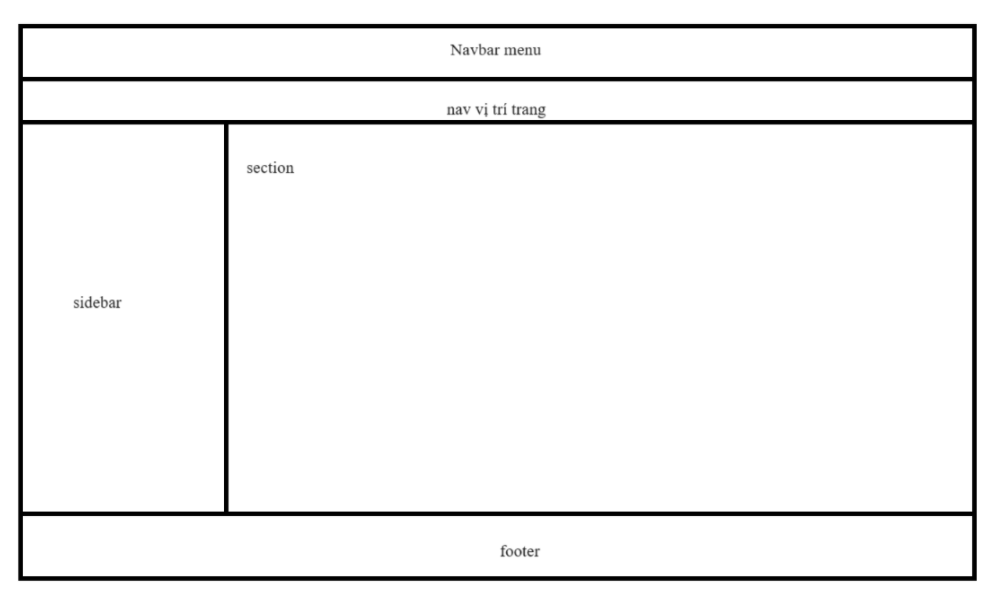 Navbar menu
nav vị trí trang
section
sidebar
footer